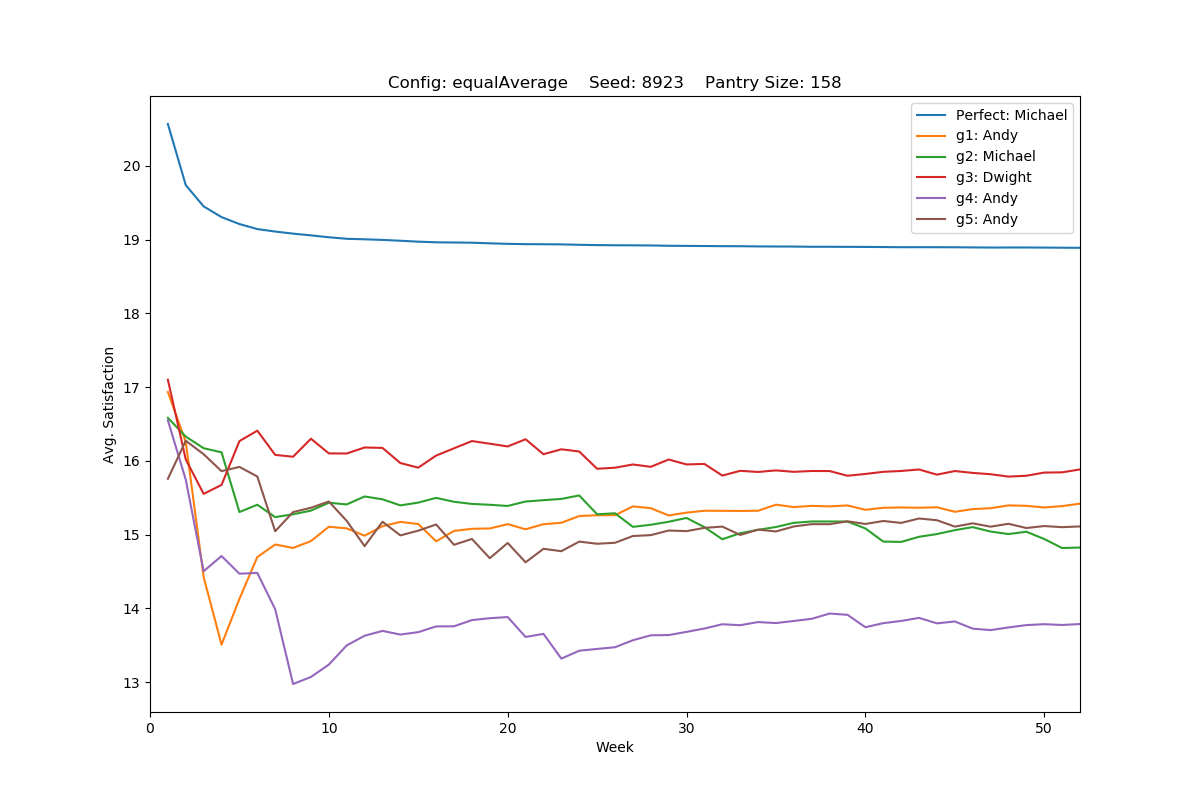 Config: equalAverage    Seed: 8923    Pantry Size: 158
Perfect: Michael
g1: Andy
g2: Michael
g3: Dwight
g4: Andy
g5: Andy
Avg. Satisfaction
20
19
18
17
16
15
14
13
0 10 20 30 40 50
Week